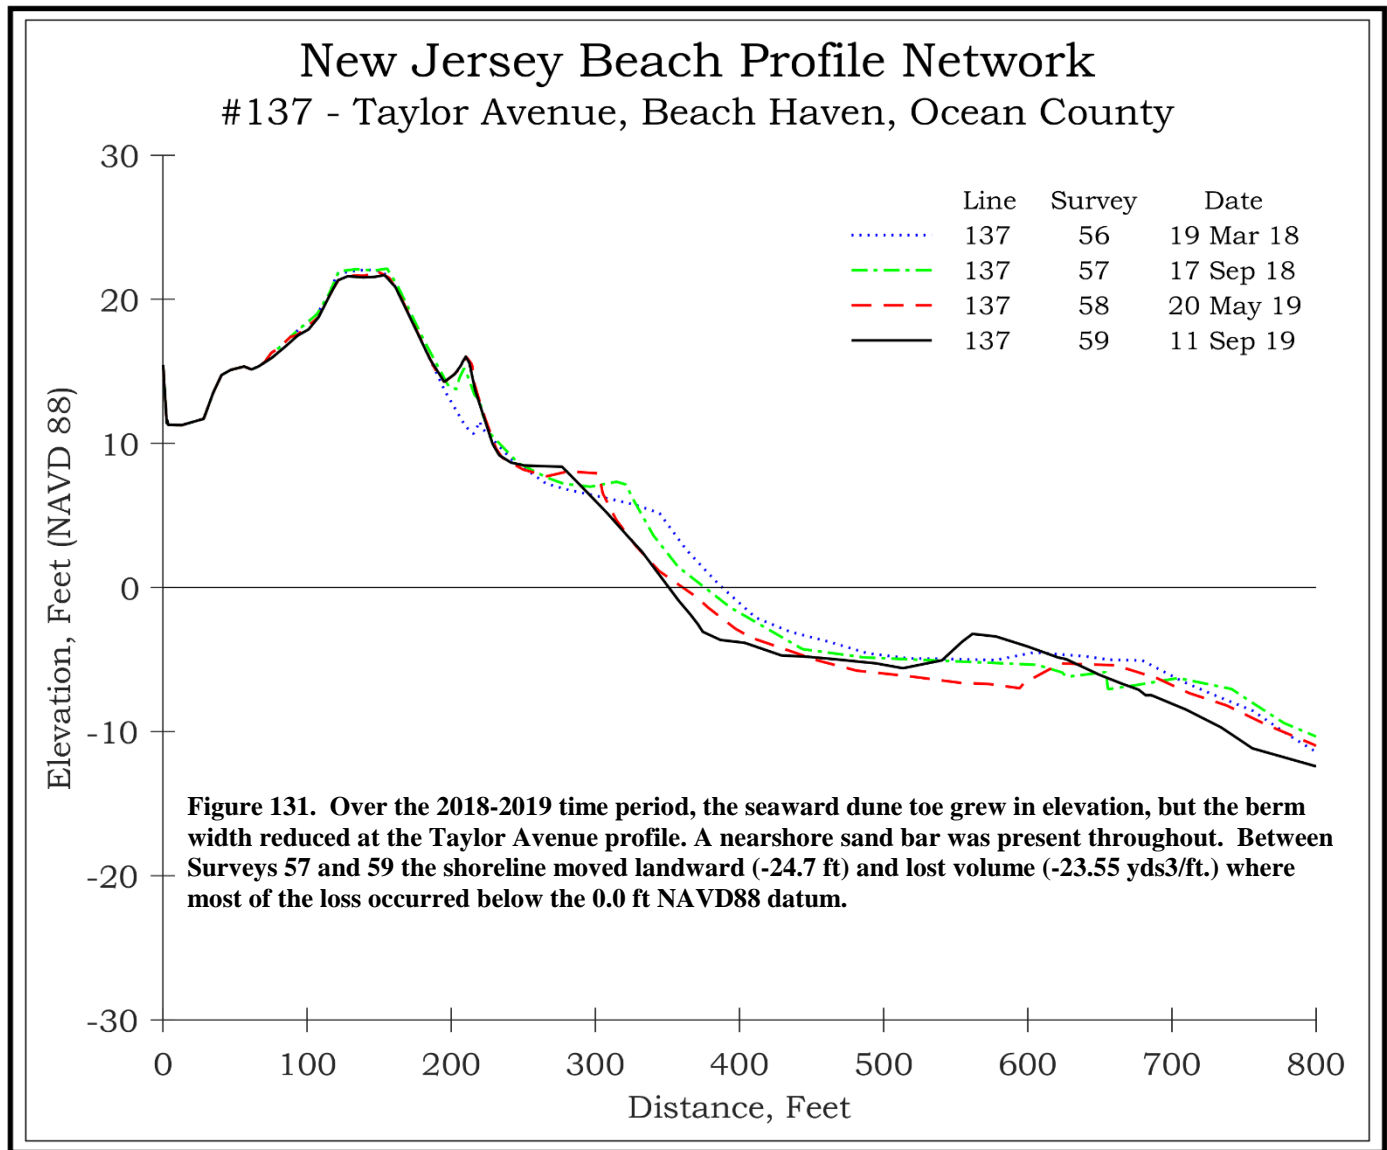 New Jersey Beach Profile Network
#137 - Taylor Avenue, Beach Haven, Ocean County
Line Survey Date
137 56 19 Mar 18
137 57 17 Sep 18
137 58 20 May 19
137 59 11 Sep 19
30
20
10
0
-10
-20
-30
Elevation, Feet (NAVD 88)
Figure 131. Over the 2018-2019 time period, the seaward dune toe grew in elevation, but the berm
width reduced at the Taylor Avenue profile. A nearshore sand bar was present throughout. Between
Surveys 57 and 59 the shoreline moved landward (-24.7 ft) and lost volume (-23.55 yds3/ft.) where
most of the loss occurred below the 0.0 ft NAVD88 datum.
0 100 200 300 400 500 600 700 800
Distance, Feet